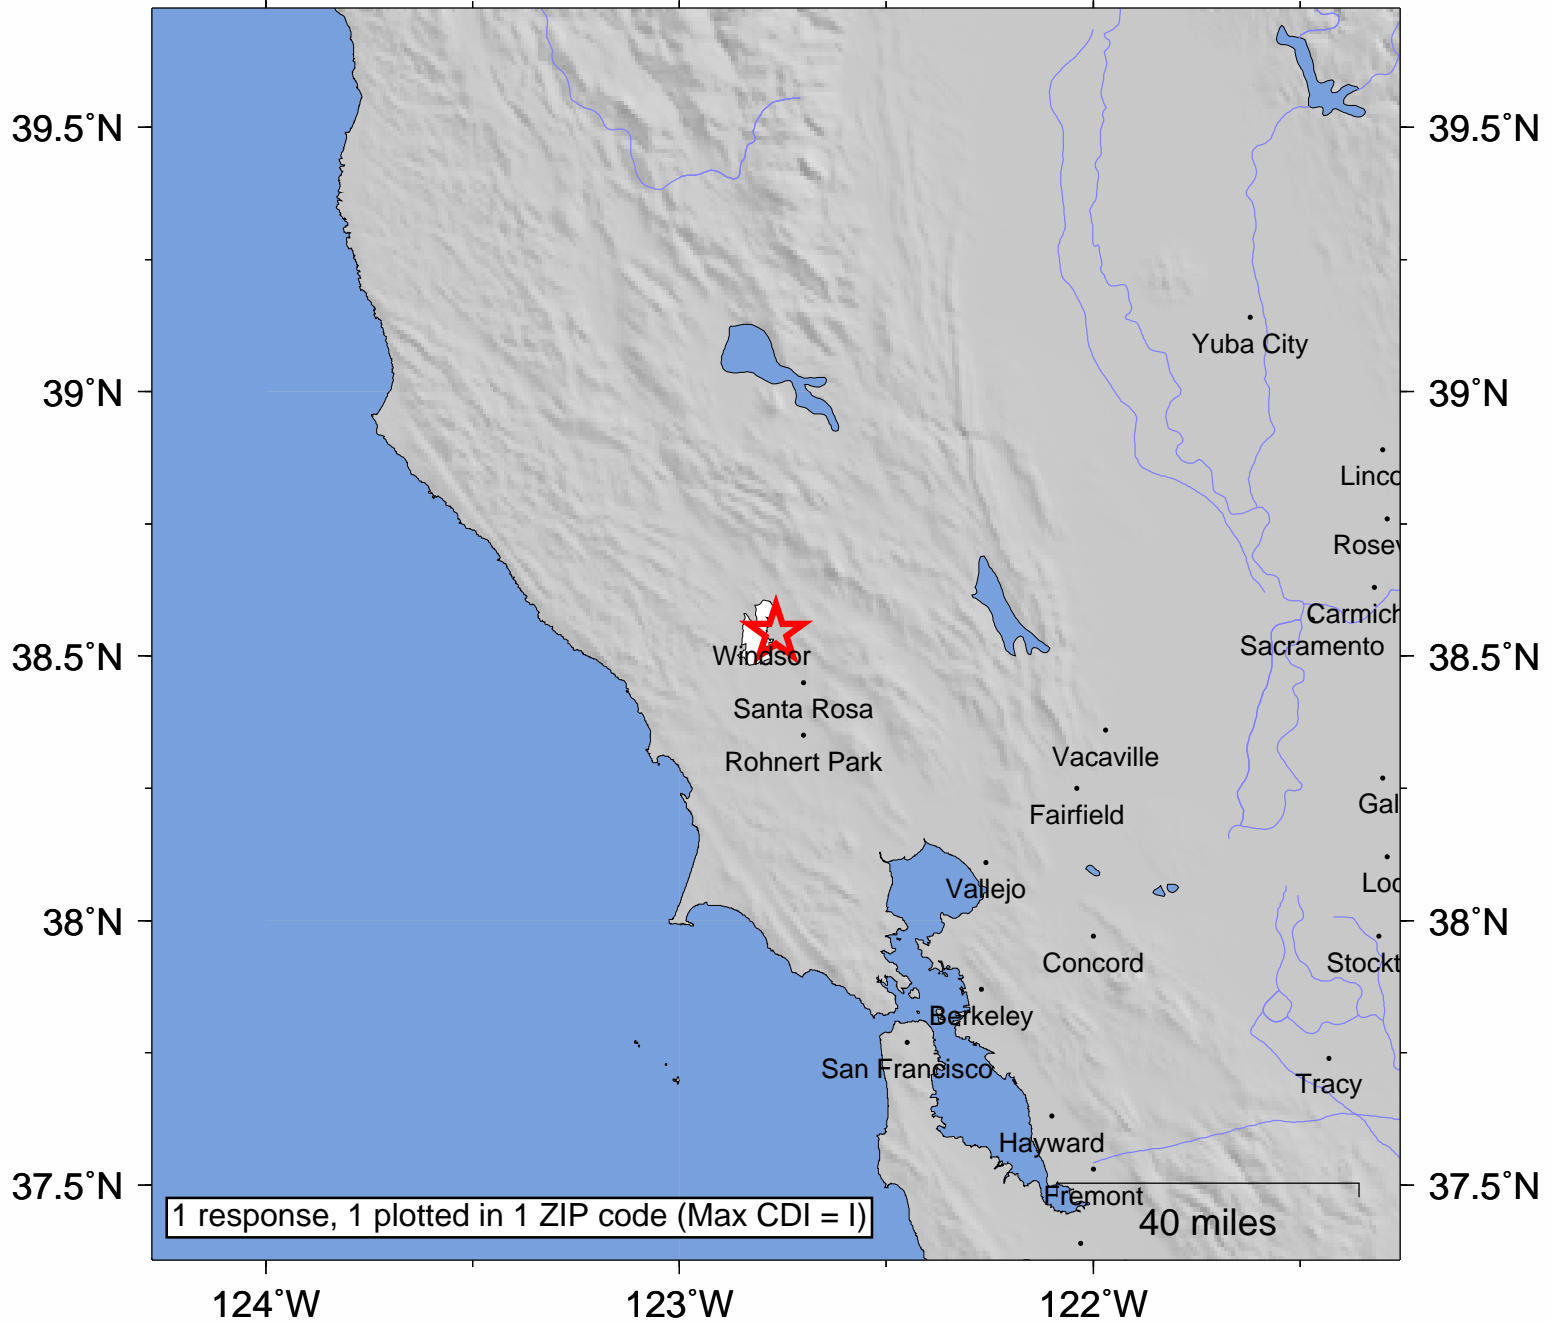 39.5°N
39.5°N
Yuba City
39°N
39°N
Linco
Rosev
Carmich
Sacramento
38.5°N
Windsor
38.5°N
Santa Rosa
Rohnert Park
Vacaville
Fairfield
Gal
Vallejo
Loc
38°N
38°N
Concord
Stockt
Berkeley
San Francisco
Tracy
Hayward
37.5°N
Fremont
37.5°N
1 response, 1 plotted in 1 ZIP code (Max CDI = I)
40 miles
124°W
123°W
122°W